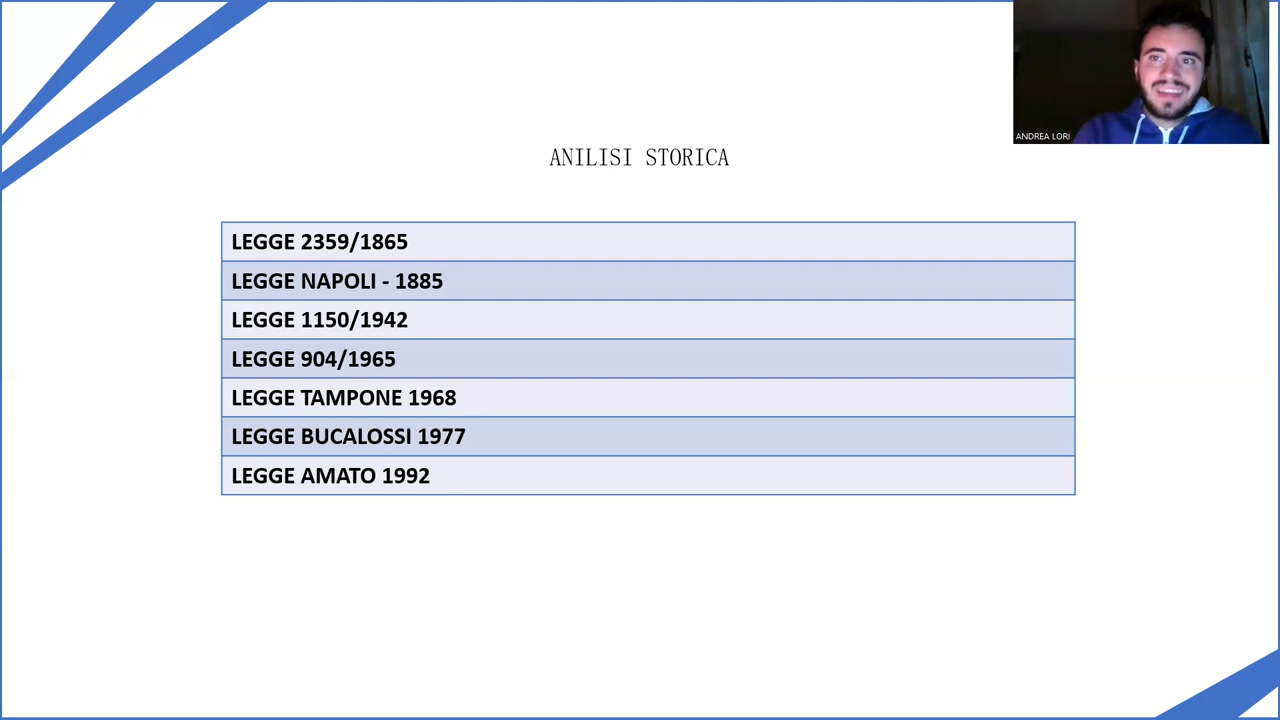 ANDREA LORI
ANILISI STORICA
LEGGE 2359/1865
LEGGE NAPOLI - 1885
LEGGE 1150/1942
LEGGE 904/1965
LEGGE TAMPONE 1968
LEGGE BUCALOSSI 1977
LEGGE AMATO 1992